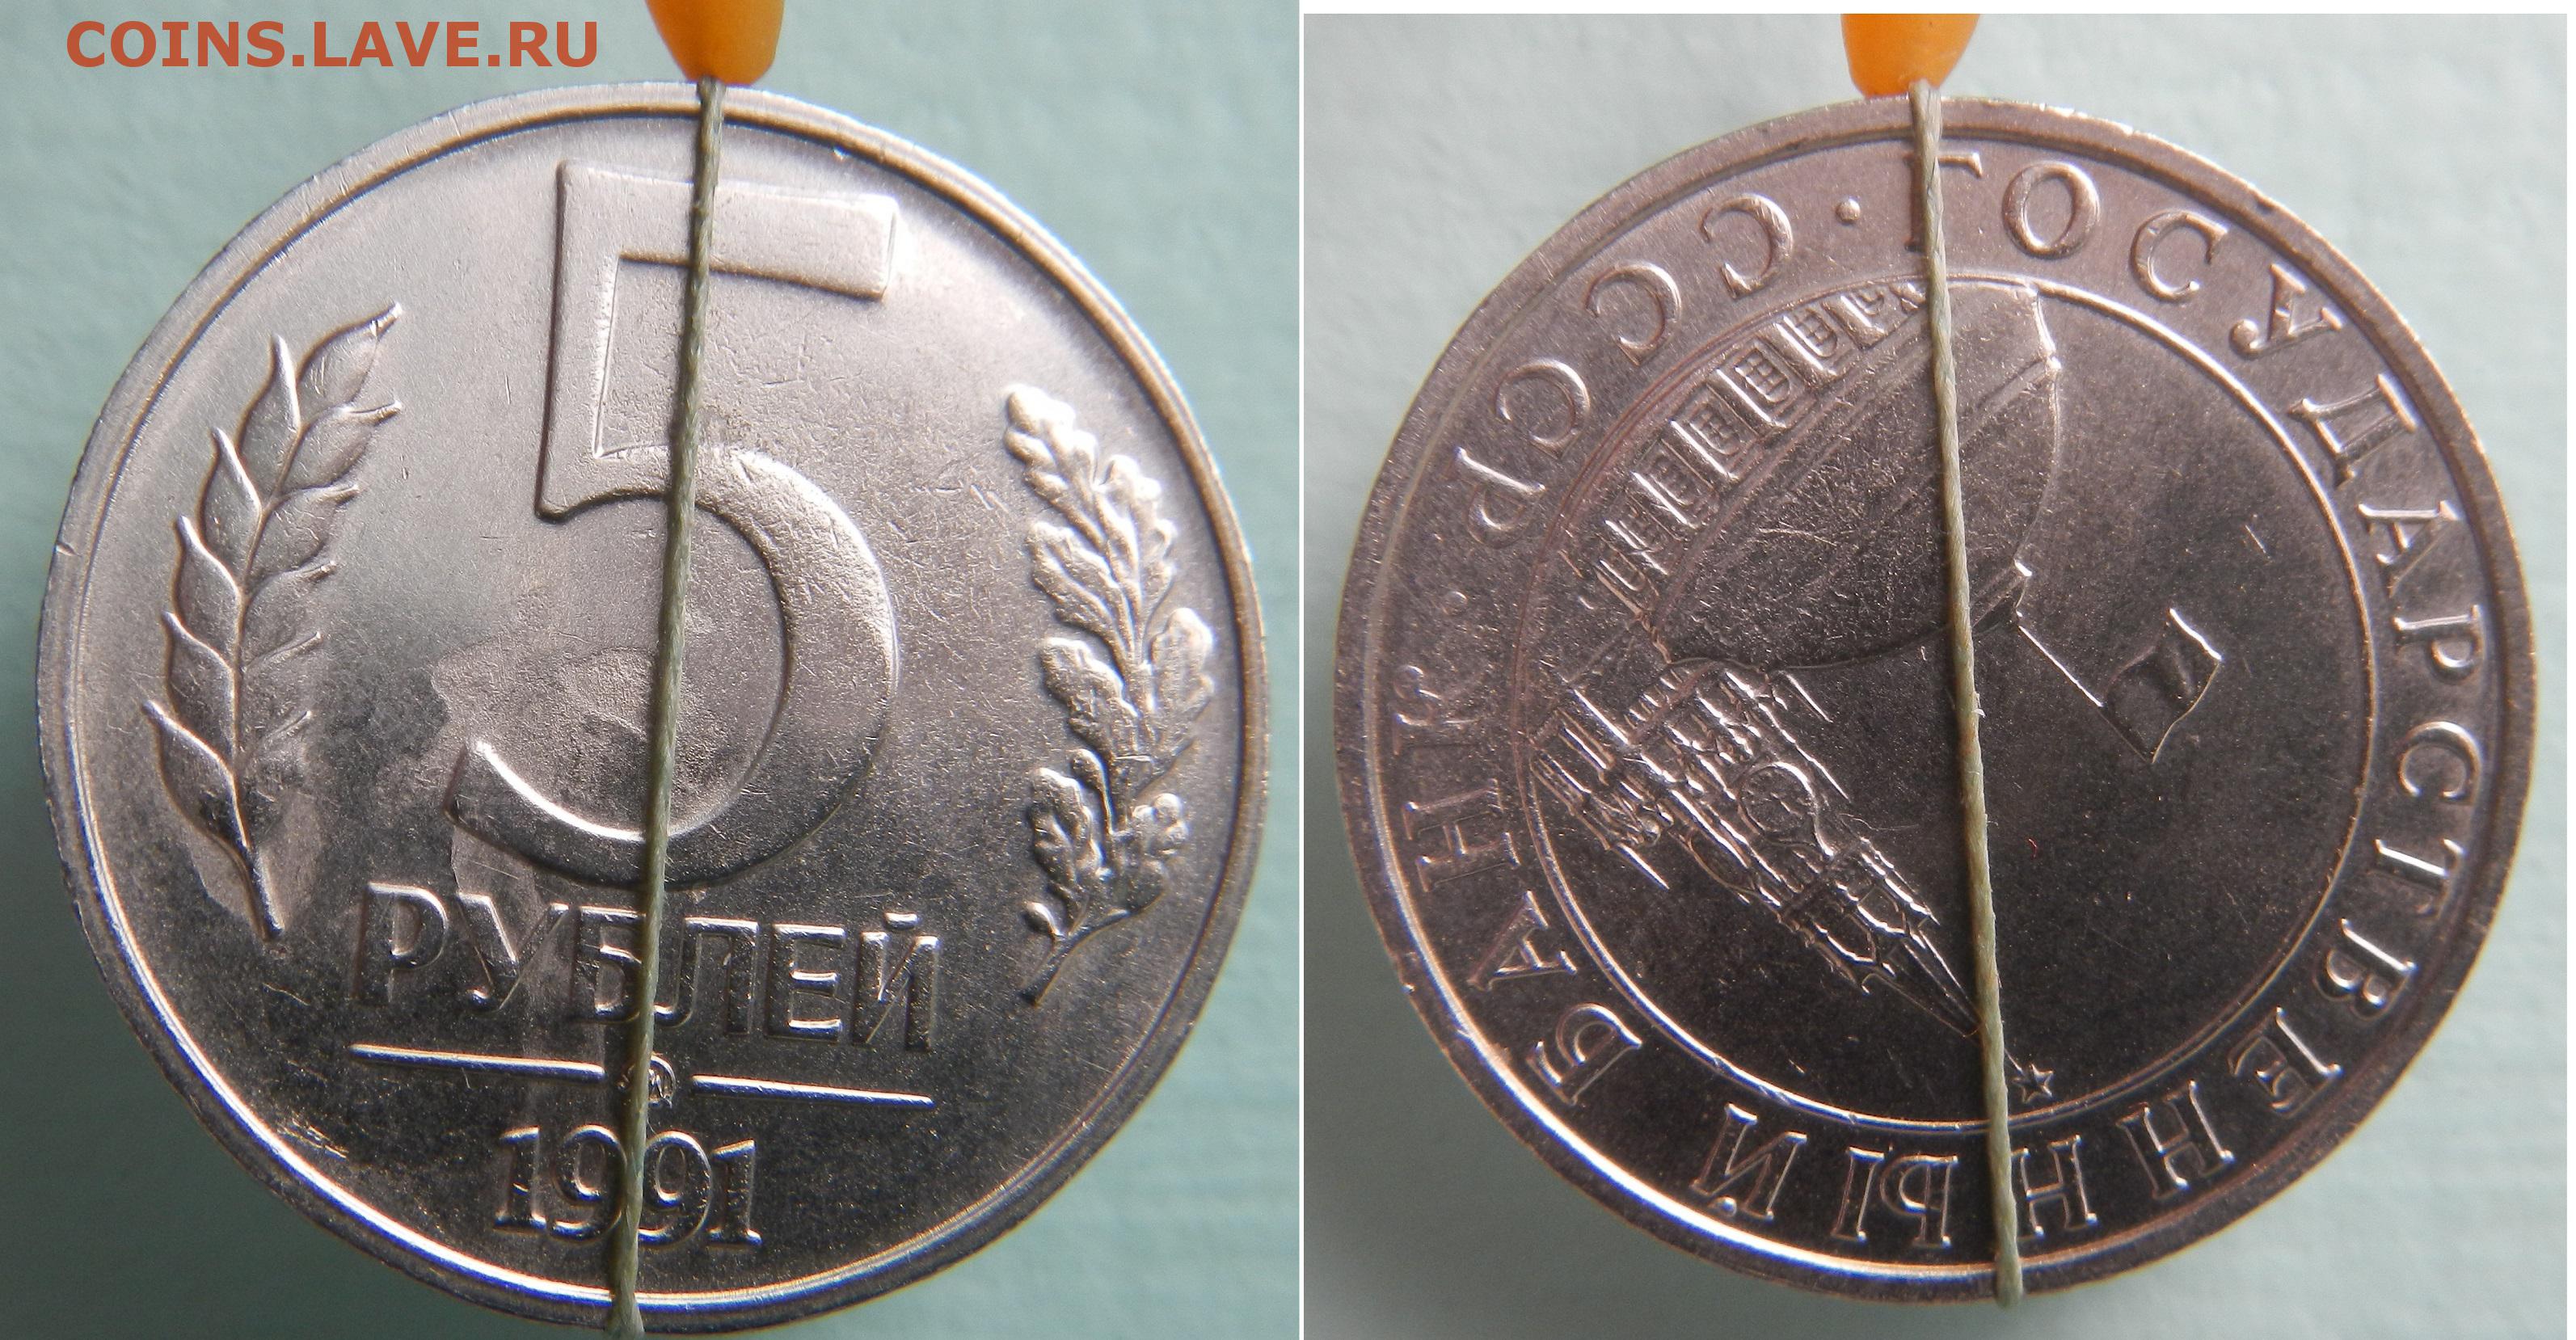 COINS.LAVE.RU
5
РУБЛЕЙ
1991
ГОСУДАРСТВЕННЫЙ БАНК · СССР ·